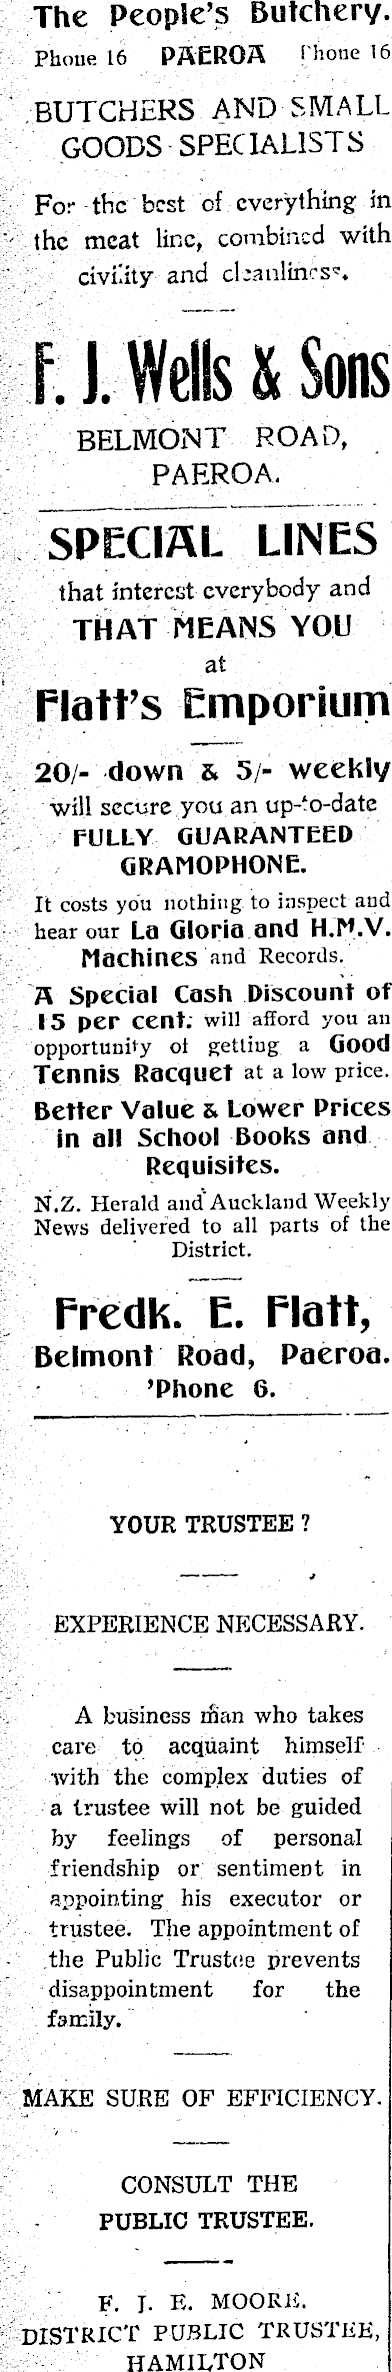 The People's Butchery.
Phone 16 PAEROA Phone 16
BUTCHERS AND SMALL
GOODS SPECIALISTS
For the best of everything in
the meat line, combined with
civility and cleanliness.
F. J. Wells & Sons
BELMONT ROAD,
PAEROA.
SPECIAL LINES
that interest everybody and
THAT MEANS YOU
at
Flatt's Emporium
20/- down & 5/- weekly
will secure you an up-to-date
FULLY GUARANTEED
GRAMOPHONE.
It costs you nothing to inspect and
hear our La Gloria and H.M.V.
Machines and Records.
A Special Cash Discount of
15 per cent. will afford you an
opportunity of getting a Good
Tennis Racquet at a low price.
Better Value & Lower Prices
in all School Books and
Requisites.
N.Z. Herald and Auckland Weekly
News delivered to all parts of the
District.
Fredk. E. Flatt,
Belmont Road, Paeroa.
'Phone 6.
YOUR TRUSTEE ?
EXPERIENCE NECESSARY.
A business man who takes
care to acquaint himself
with the complex duties of
a trustee will not be guided
by feelings of personal
friendship or sentiment in
appointing his executor or
trustee. The appointment of
the Public Trustee prevents
disappointment for the
family.
MAKE SURE OF EFFICIENCY.
CONSULT THE
PUBLIC TRUSTEE.
F. J. E. MOORE.
DISTRICT PUBLIC TRUSTEE,
HAMILTON